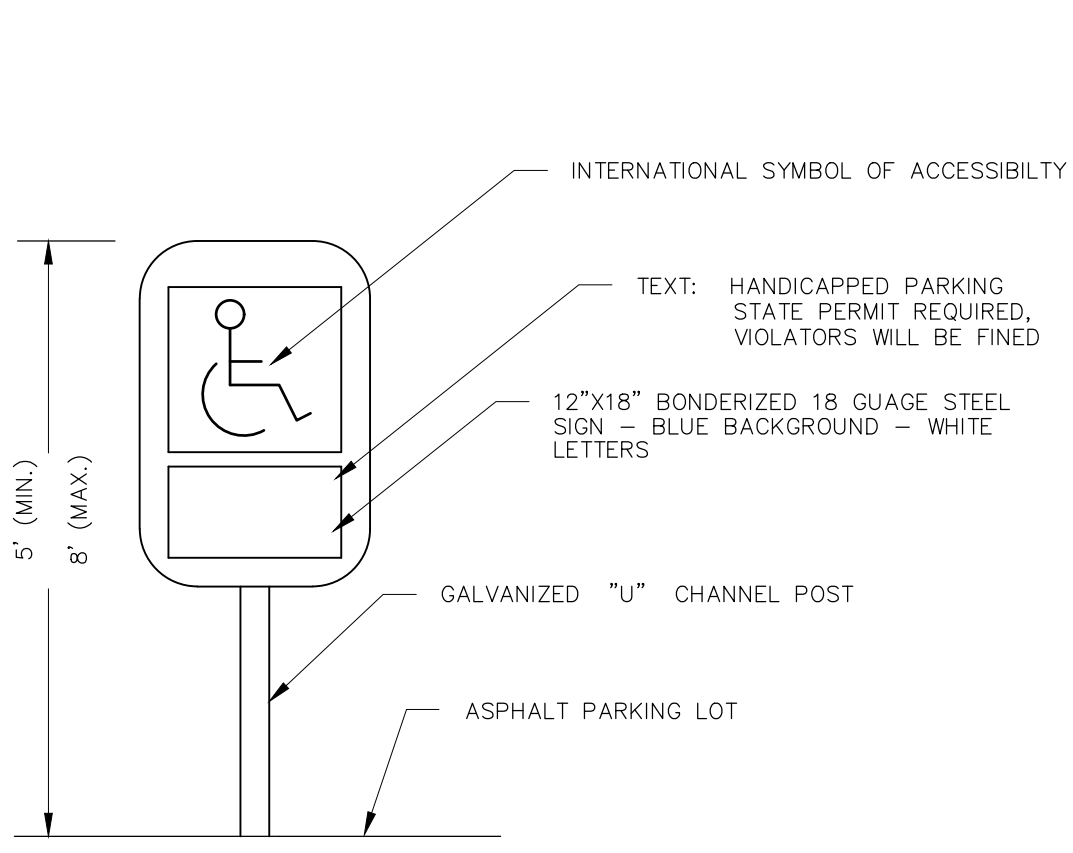 INTERNATIONAL SYMBOL OF ACCESSIBILTY
TEXT: HANDICAPPED PARKING
STATE PERMIT REQUIRED,
VIOLATORS WILL BE FINED
12”X18” BONDERIZED 18 GUAGE STEEL
SIGN – BLUE BACKGROUND – WHITE
LETTERS
5' (MIN.)
8' (MAX.)
GALVANIZED ”U” CHANNEL POST
ASPHALT PARKING LOT